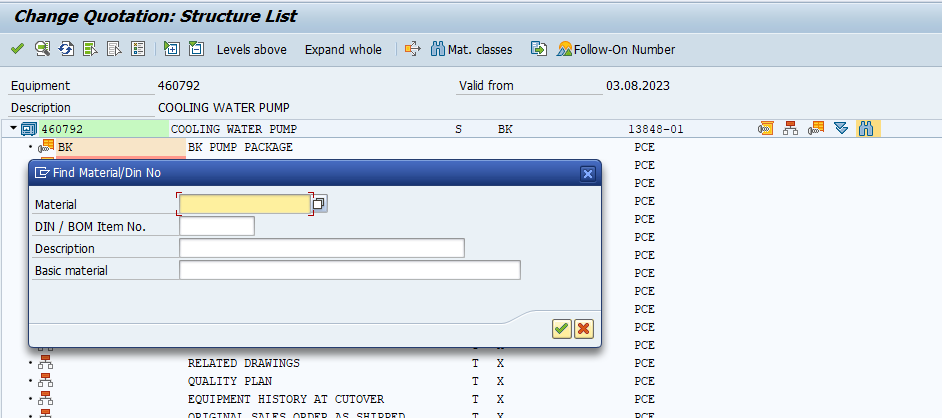 Change Quotation: Structure List
Levels above Expand whole Mat. classes Follow-On Number
Equipment 460792 Valid from 03.08.2023
Description COOLING WATER PUMP
460792 COOLING WATER PUMP S BK 13848-01
BK BK PUMP PACKAGE PCE
Find Material/Din No PCE
PCE
Material PCE
DIN / BOM Item No. PCE
Description PCE
Basic material PCE
PCE
PCE
PCE
PCE
PCE
RELATED DRAWINGS T X PCE
QUALITY PLAN T X PCE
EQUIPMENT HISTORY AT CUTOVER T X PCE
ORIGINAL SALES ORDER AS SHIPPED T X PCE